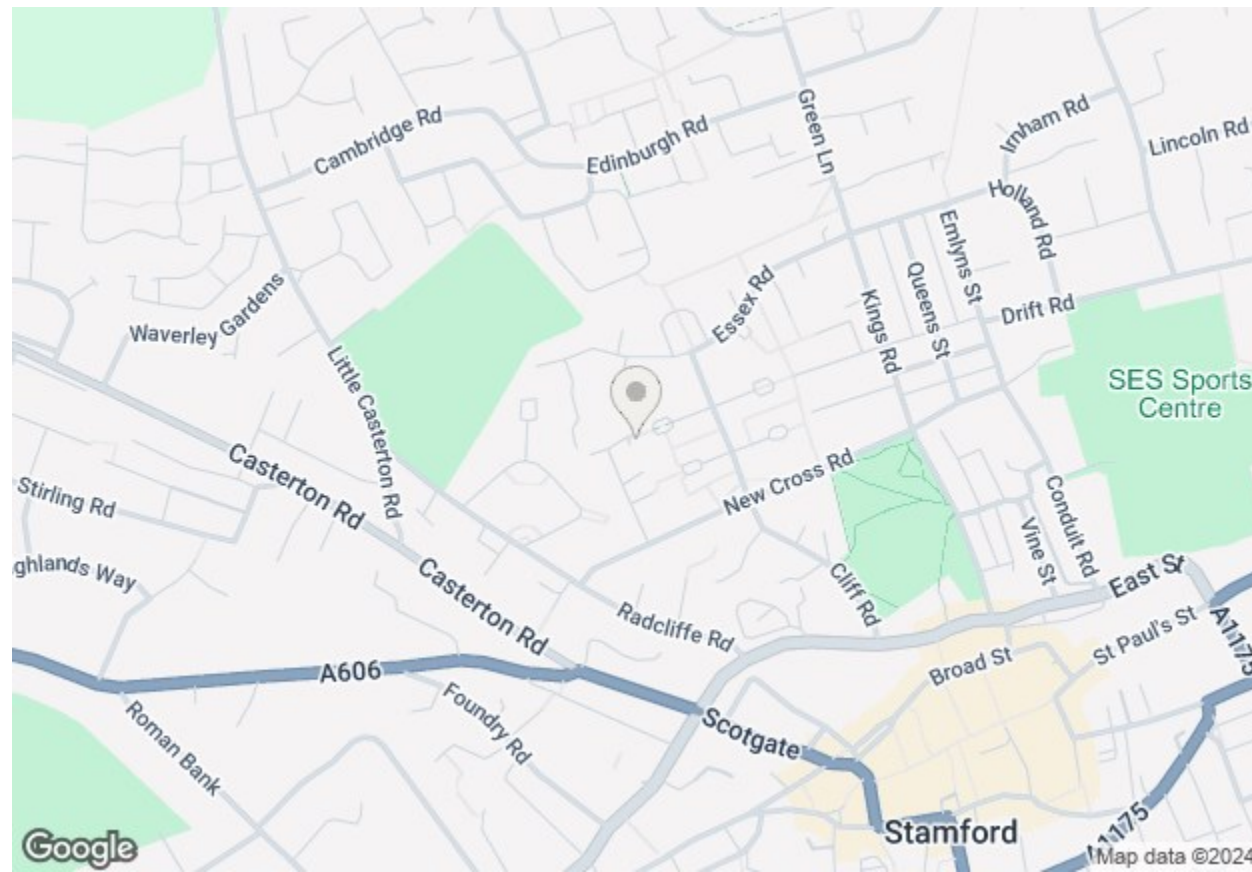 Cambridge Rd
Edinburgh Rd
Green Ln
Irnham Rd
Lincoln Rd
Holland Rd
Emlyns St
Queens St
Drift Rd
Waverley Gardens
Essex Rd
Kings Rd
Little Casterton Rd
SES Sports
Centre
Casterton Rd
Stirling Rd
New Cross Rd
Conduit Rd
Vine St
ghlands Way
Casterton Rd
Cliff Rd
East St
Radcliffe Rd
St Paul's St
A1175
Broad St
A606
Foundry Rd
Roman Bank
Scotgate
Stamford
A1175
Google
Map data ©2024